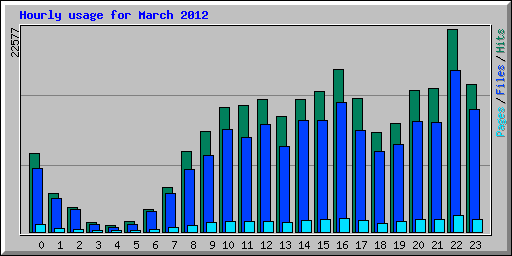 Hourly usage for March 2012
22577
Pages/Files/Hits
0 1 2 3 4 5 6 7 8 9 10 11 12 13 14 15 16 17 18 19 20 21 22 23